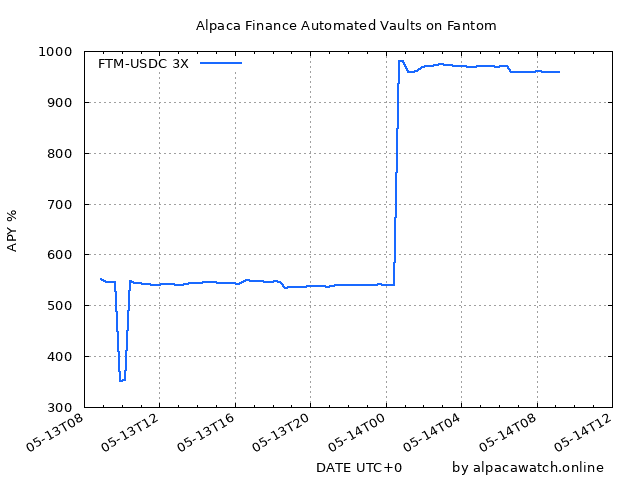 Alpaca Finance Automated Vaults on Fantom
FTM-USDC 3X
APY %
1000
900
800
700
600
500
400
300
05-13T08
05-13T12
05-13T16
05-13T20
05-14T00
05-14T04
05-14T08
05-14T12
DATE UTC+0
by alpacawatch.online